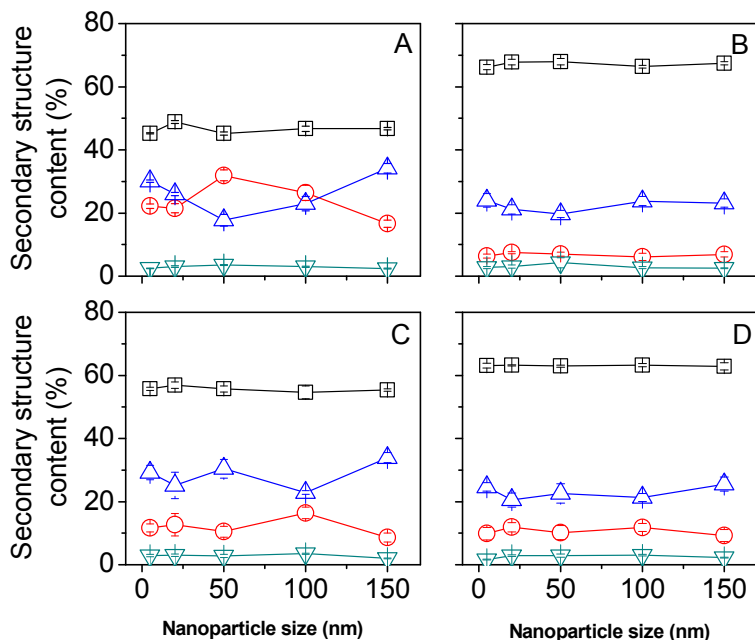 80
60
40
20
0
Secondary structure
content (%)
A
B
80
60
40
20
0
Secondary structure
content (%)
C
D
0 50 100 150
0 50 100 150
Nanoparticle size (nm)
Nanoparticle size (nm)